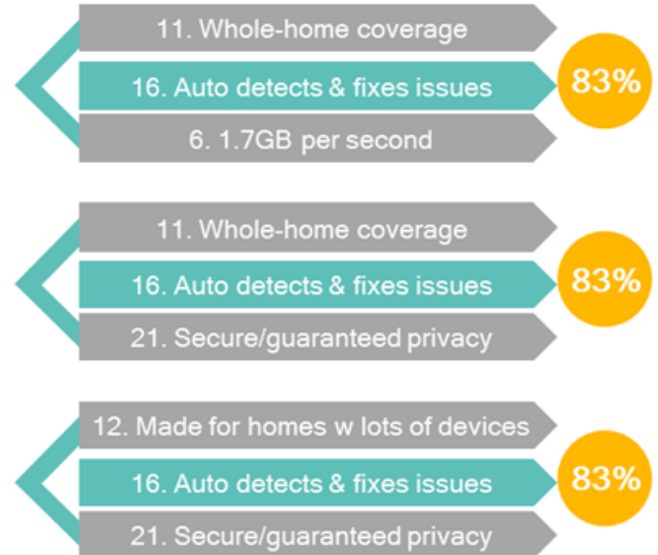 11. Whole-home coverage
16. Auto detects & fixes issues
83%
6. 1.7GB per second
11. Whole-home coverage
16. Auto detects & fixes issues
83%
21. Secure/guaranteed privacy
12. Made for homes w lots of devices
16. Auto detects & fixes issues
83%
21. Secure/guaranteed privacy